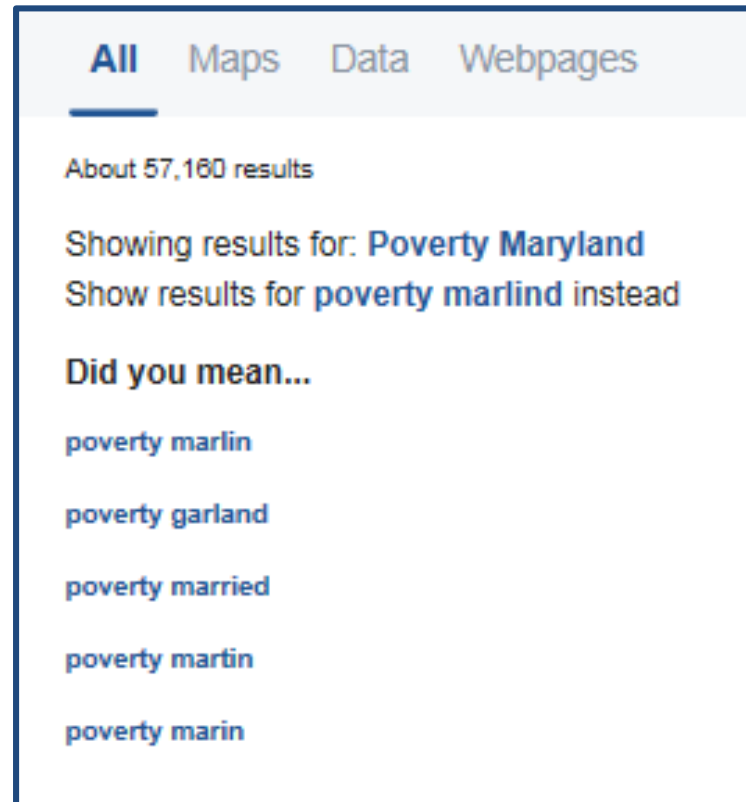 All Maps Data Webpages
About 57,160 results
Showing results for: Poverty Maryland
Show results for poverty marlind instead
Did you mean...
poverty marlin
poverty garland
poverty married
poverty martin
poverty marin